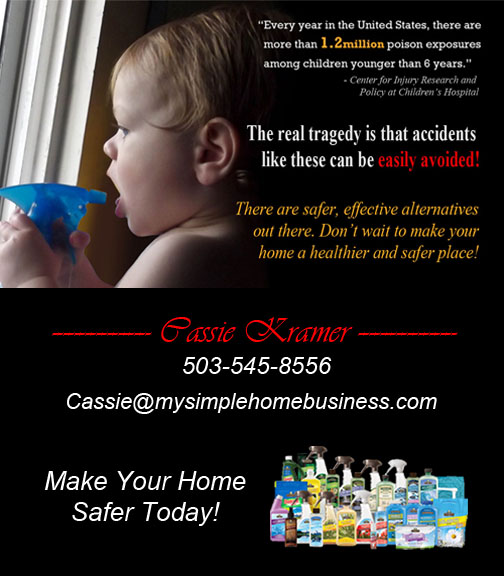 “Every year in the United States, there are
more than 1.2million poison exposures
among children younger than 6 years.”
- Center for Injury Research and
Policy at Children's Hospital
The real tragedy is that accidents
like these can be easily avoided!
There are safer, effective alternatives
out there. Don't wait to make your
home a healthier and safer place!
Cassie Kramer
503-545-8556
Cassie@mysimplehomebusiness.com
Make Your Home
Safer Today!